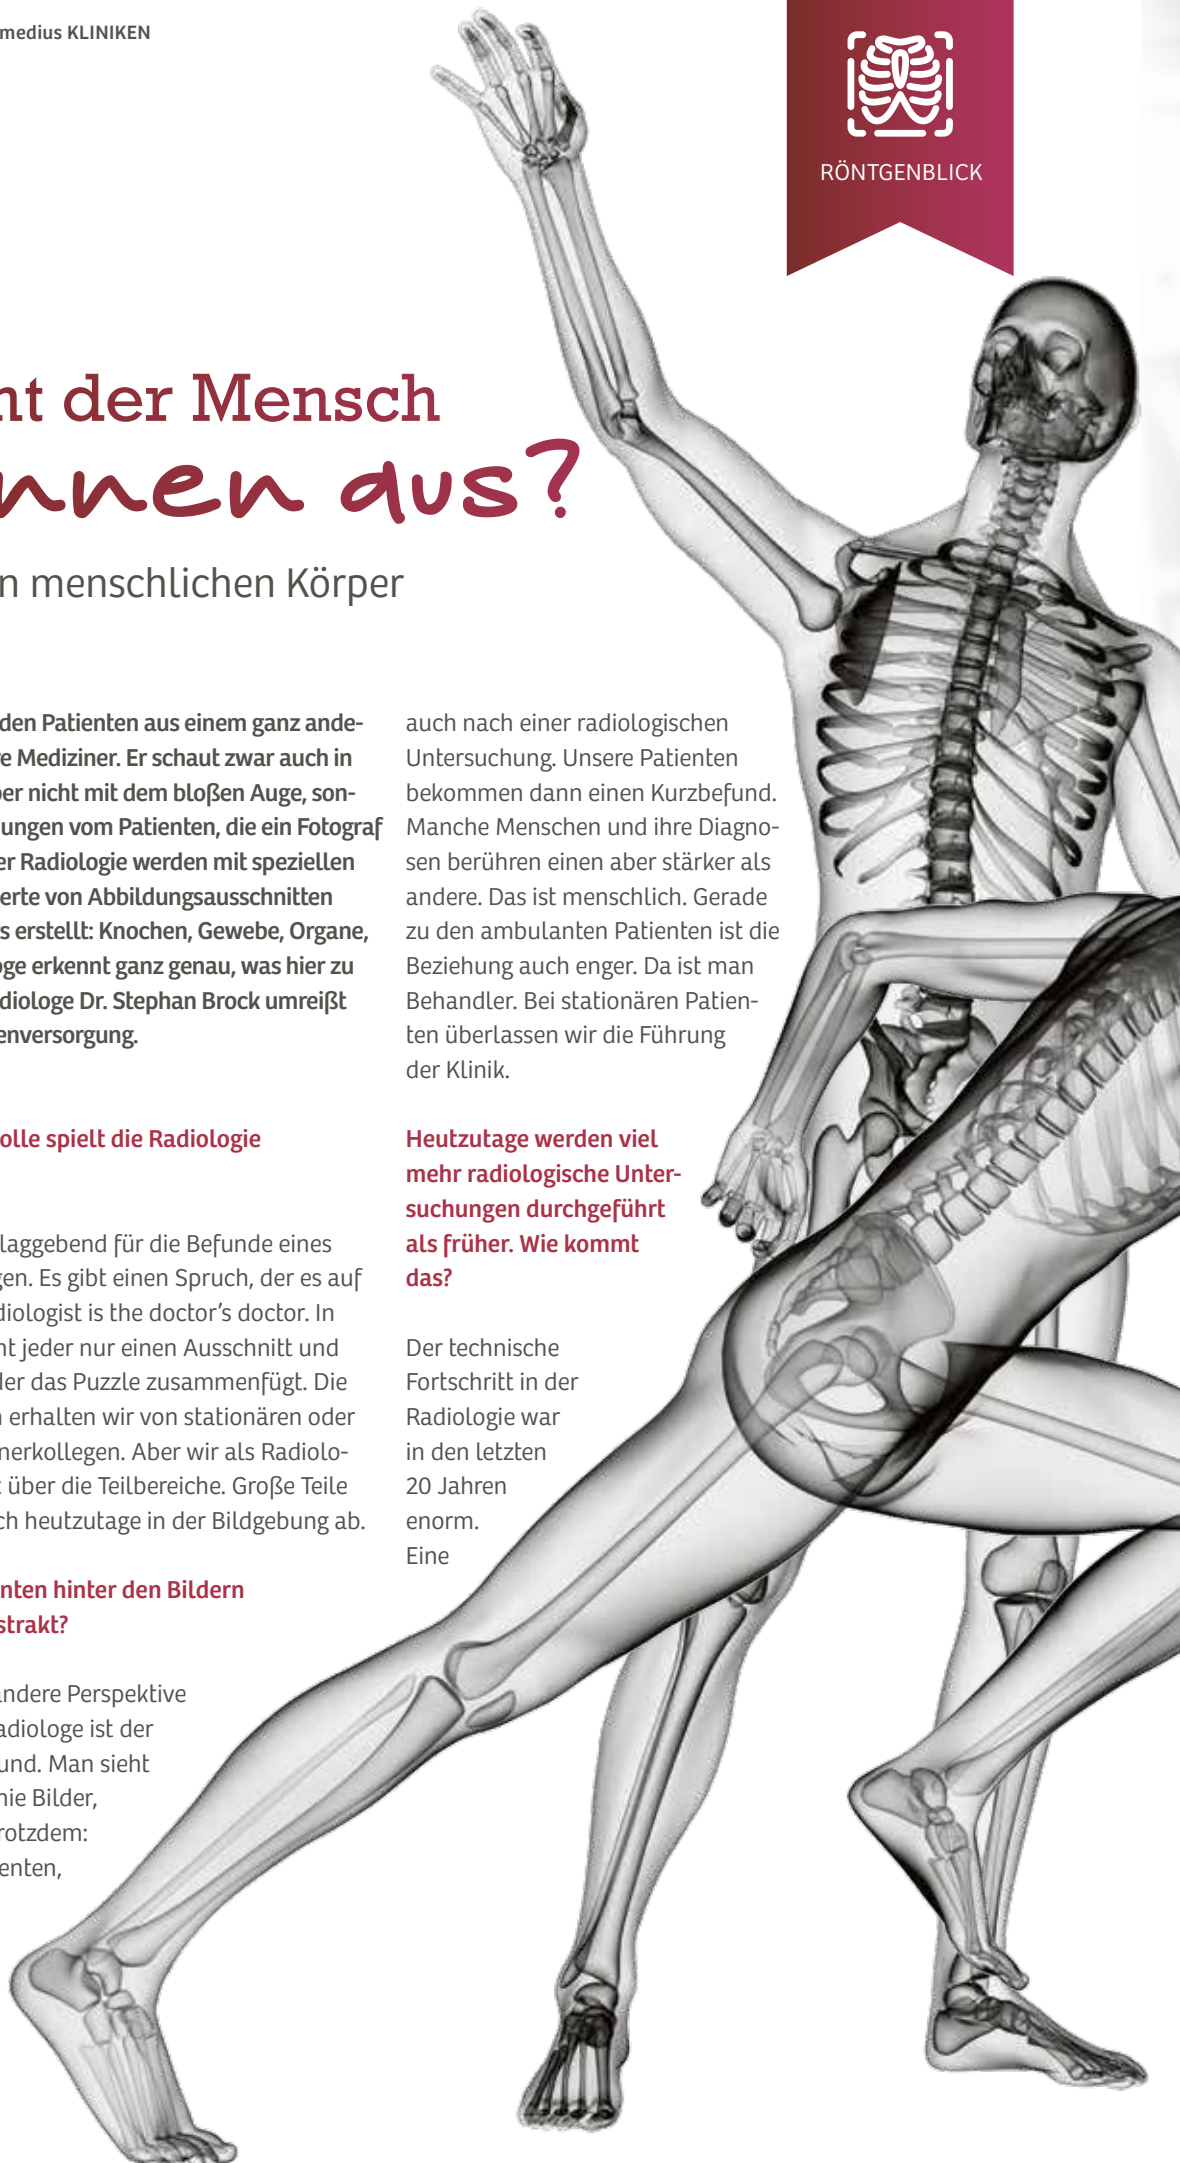 medius KLINIKEN
RÖNTGENBLICK
nt der Mensch
nnen aus?
n menschlichen Körper
den Patienten aus einem ganz ande-
re Mediziner. Er schaut zwar auch in
ber nicht mit dem bloßen Auge, son-
ungen vom Patienten, die ein Fotograf
er Radiologie werden mit speziellen
erte von Abbildungsausschnitten
s erstellt: Knochen, Gewebe, Organe,
oge erkennt ganz genau, was hier zu
diologe Dr. Stephan Brock umreißt
enversorgung.
olle spielt die Radiologie
laggebend für die Befunde eines
gen. Es gibt einen Spruch, der es auf
diologist is the doctor’s doctor. In
nt jeder nur einen Ausschnitt und
der das Puzzle zusammenfügt. Die
n erhalten wir von stationären oder
nerkollegen. Aber wir als Radiolo-
t über die Teilbereiche. Große Teile
ch heutzutage in der Bildgebung ab.
nten hinter den Bildern
strakt?
andere Perspektive
adiologe ist der
und. Man sieht
nie Bilder,
rotzdem:
enten,
auch nach einer radiologischen
Untersuchung. Unsere Patienten
bekommen dann einen Kurzbefund.
Manche Menschen und ihre Diagno-
sen berühren einen aber stärker als
andere. Das ist menschlich. Gerade
zu den ambulanten Patienten ist die
Beziehung auch enger. Da ist man
Behandler. Bei stationären Patien-
ten überlassen wir die Führung
der Klinik.
Heutzutage werden viel
mehr radiologische Unter-
suchungen durchgeführt
als früher. Wie kommt
das?
Der technische
Fortschritt in der
Radiologie war
in den letzten
20 Jahren
enorm.
Eine